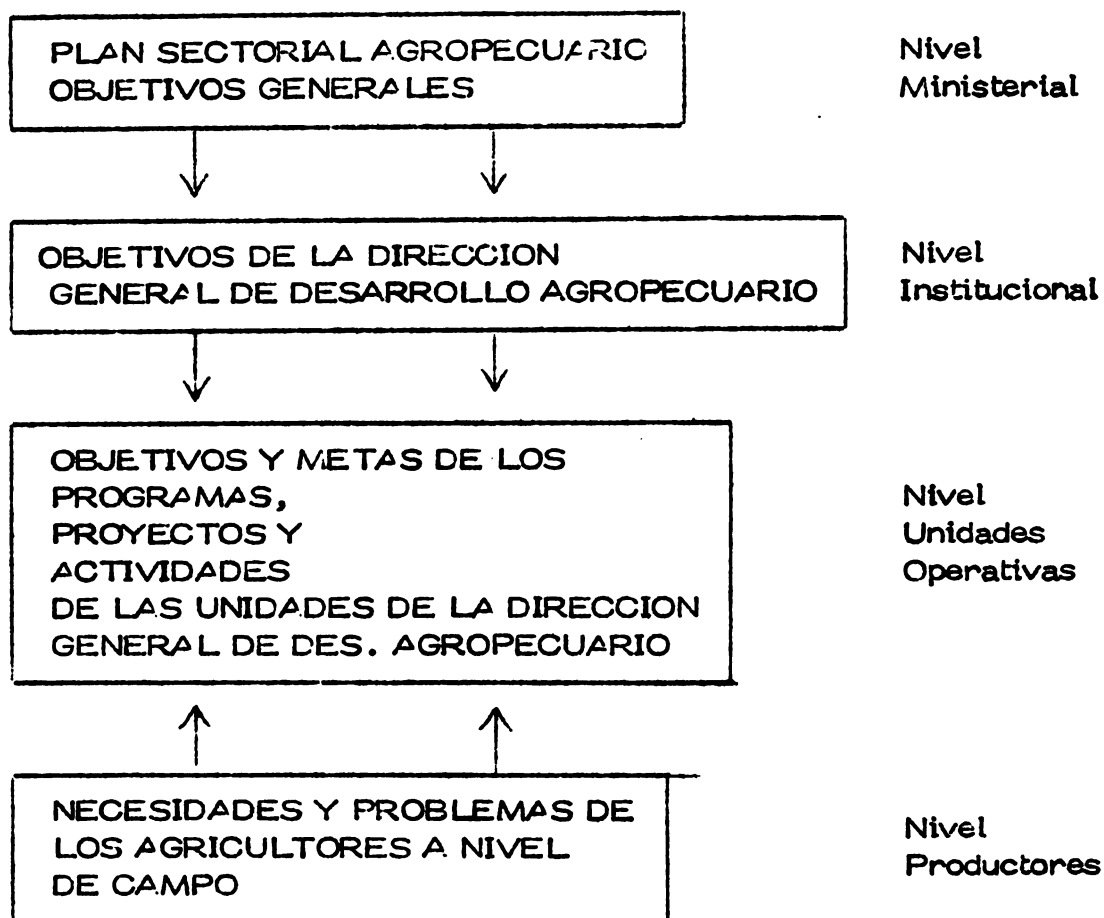 PLAN SECTORIAL AGROPECUARIO
OBJETIVOS GENERALES
Nivel
Ministerial
OBJETIVOS DE LA DIRECCION
GENERAL DE DESARROLLO AGROPECUARIO
Nivel
Institucional
OBJETIVOS Y METAS DE LOS
PROGRAMAS,
PROYECTOS Y
ACTIVIDADES
DE LAS UNIDADES DE LA DIRECCION
GENERAL DE DES. AGROPECUARIO
Nivel
Unidades
Operativas
NECESIDADES Y PROBLEMAS DE
LOS AGRICULTORES A NIVEL
DE CAMPO
Nivel
Productores